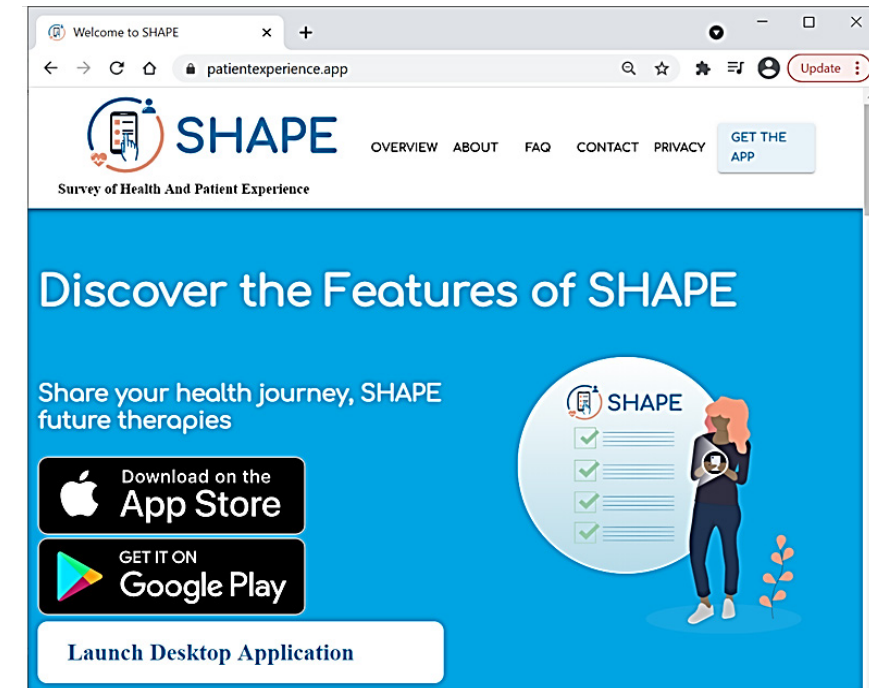 Welcome to SHAPE
patientexperience.app
Update
SHAPE
Survey of Health And Patient Experience
OVERVIEW ABOUT FAQ CONTACT PRIVACY
GET THE
APP
Discover the Features of SHAPE
Share your health journey, SHAPE
future therapies
Download on the
App Store
GET IT ON
Google Play
Launch Desktop Application
SHAPE